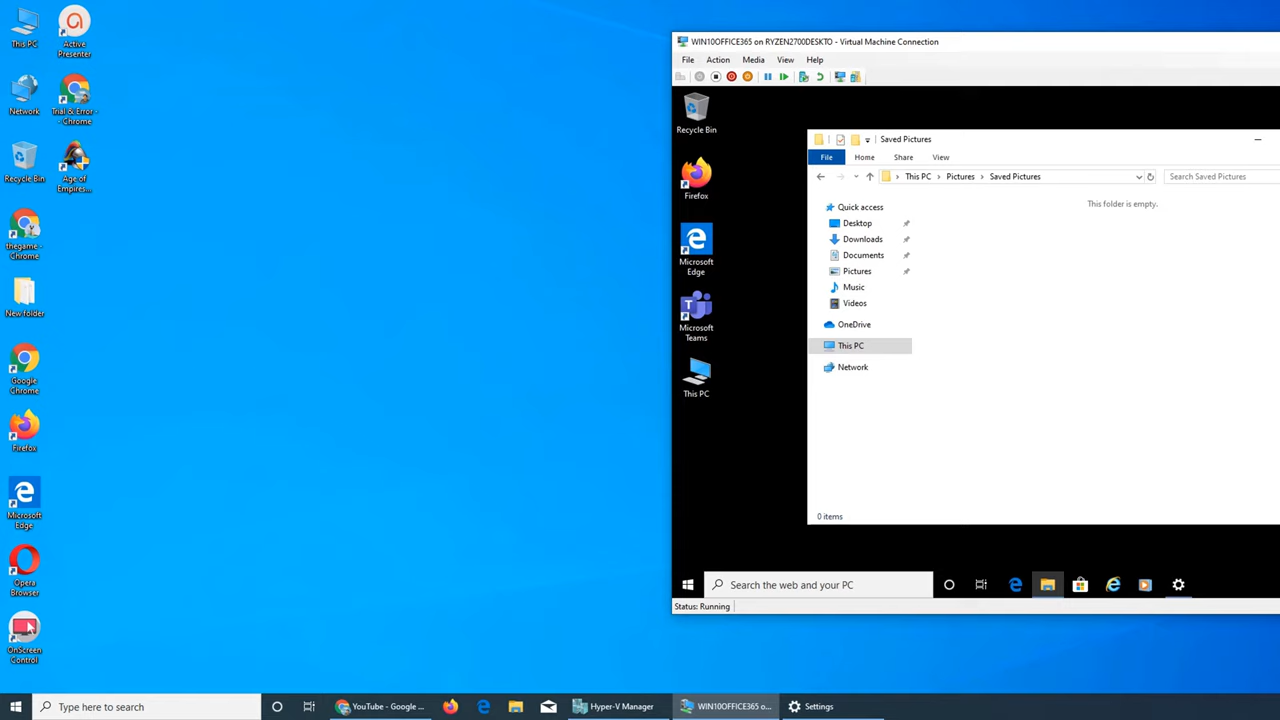 This PC
Active
Presenter
Network
Trial & Error -
- Chrome
Recycle Bin
Age of
Empires...
thegame -
Chrome
New folder
Google
Chrome
Firefox
Microsoft
Edge
Opera
Browser
OnScreen
Control
WIN10OFFICE365 on RYZEN2700DESKTO - Virtual Machine Connection
File Action Media View Help
Recycle Bin
Firefox
Microsoft
Edge
Microsoft
Teams
This PC
Saved Pictures
File Home Share View
This PC Pictures Saved Pictures Search Saved Pictures
Quick access
Desktop
Downloads
Documents
Pictures
Music
Videos
OneDrive
This PC
Network
This folder is empty.
0 items
Search the web and your PC
Status: Running
Type here to search
YouTube - Google ...
Hyper-V Manager
WIN10OFFICE365 o...
Settings